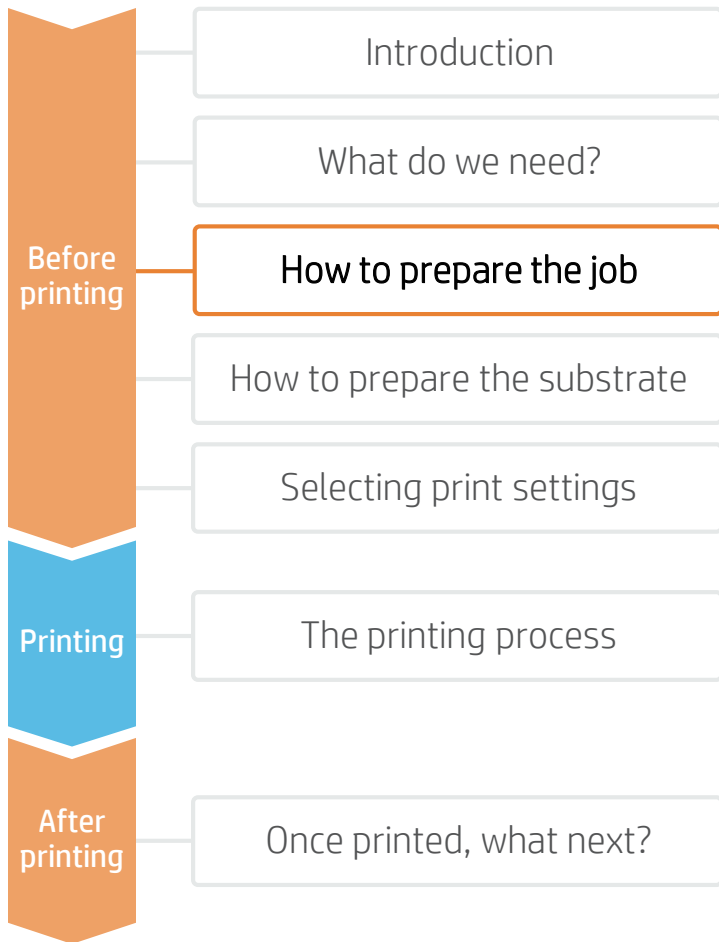 Introduction
What do we need?
Before
printing
How to prepare the job
How to prepare the substrate
Selecting print settings
Printing
The printing process
After
printing
Once printed, what next?